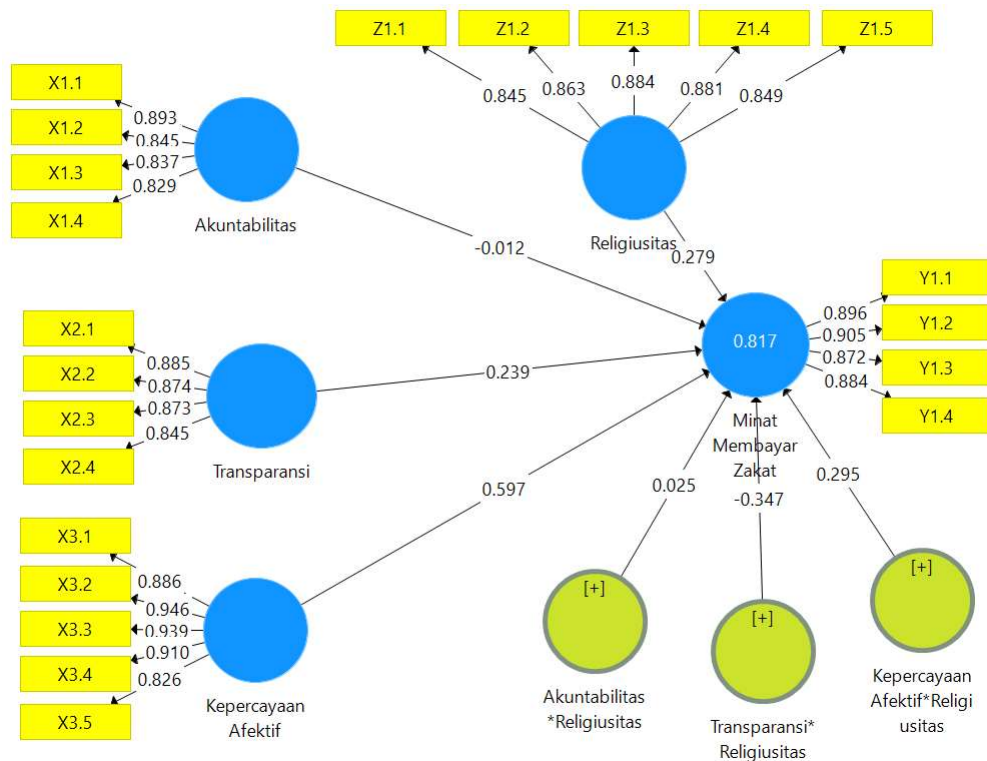 Z1.1
Z1.2
Z1.3
Z1.4
Z1.5
0.845
0.863
0.884
0.881
0.849
Religiusitas
0.279
X1.1
X1.2
X1.3
X1.4
0.893
0.845
0.837
0.829
Akuntabilitas
-0.012
X2.1
X2.2
X2.3
X2.4
0.885
0.874
0.873
0.845
Transparansi
0.239
X3.1
X3.2
X3.3
X3.4
X3.5
0.886
0.946
0.939
0.910
0.826
Kepercayaan
Afektif
0.597
0.817
Minat
Membayar
Zakat
0.896
0.905
0.872
0.884
Y1.1
Y1.2
Y1.3
Y1.4
0.025
-0.347
0.295
[+]
Akuntabilitas
*Religiusitas
[+]
Transparansi*
Religiusitas
[+]
Kepercayaan
Afektif*Religi
usitas